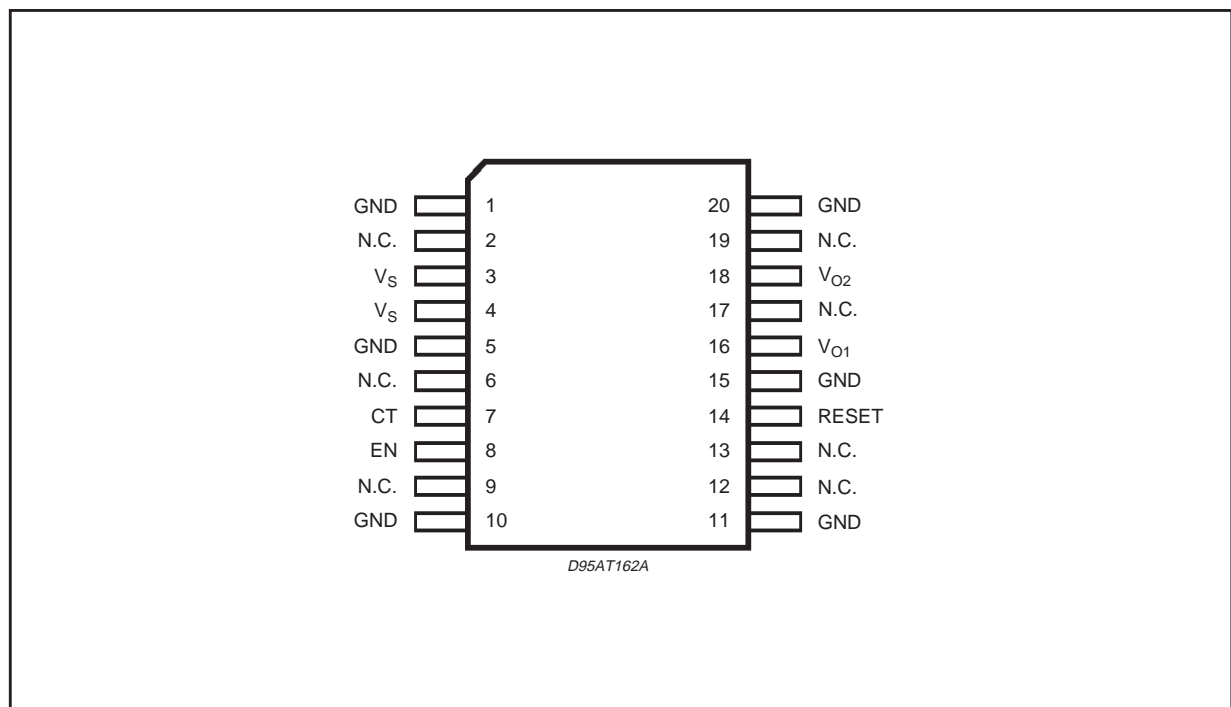 GND 1 20 GND
N.C. 2 19 N.C.
VS 3 18 VO2
VS 4 17 N.C.
GND 5 16 VO1
N.C. 6 15 GND
CT 7 14 RESET
EN 8 13 N.C.
N.C. 9 12 N.C.
GND 10 11 GND
D95AT162A